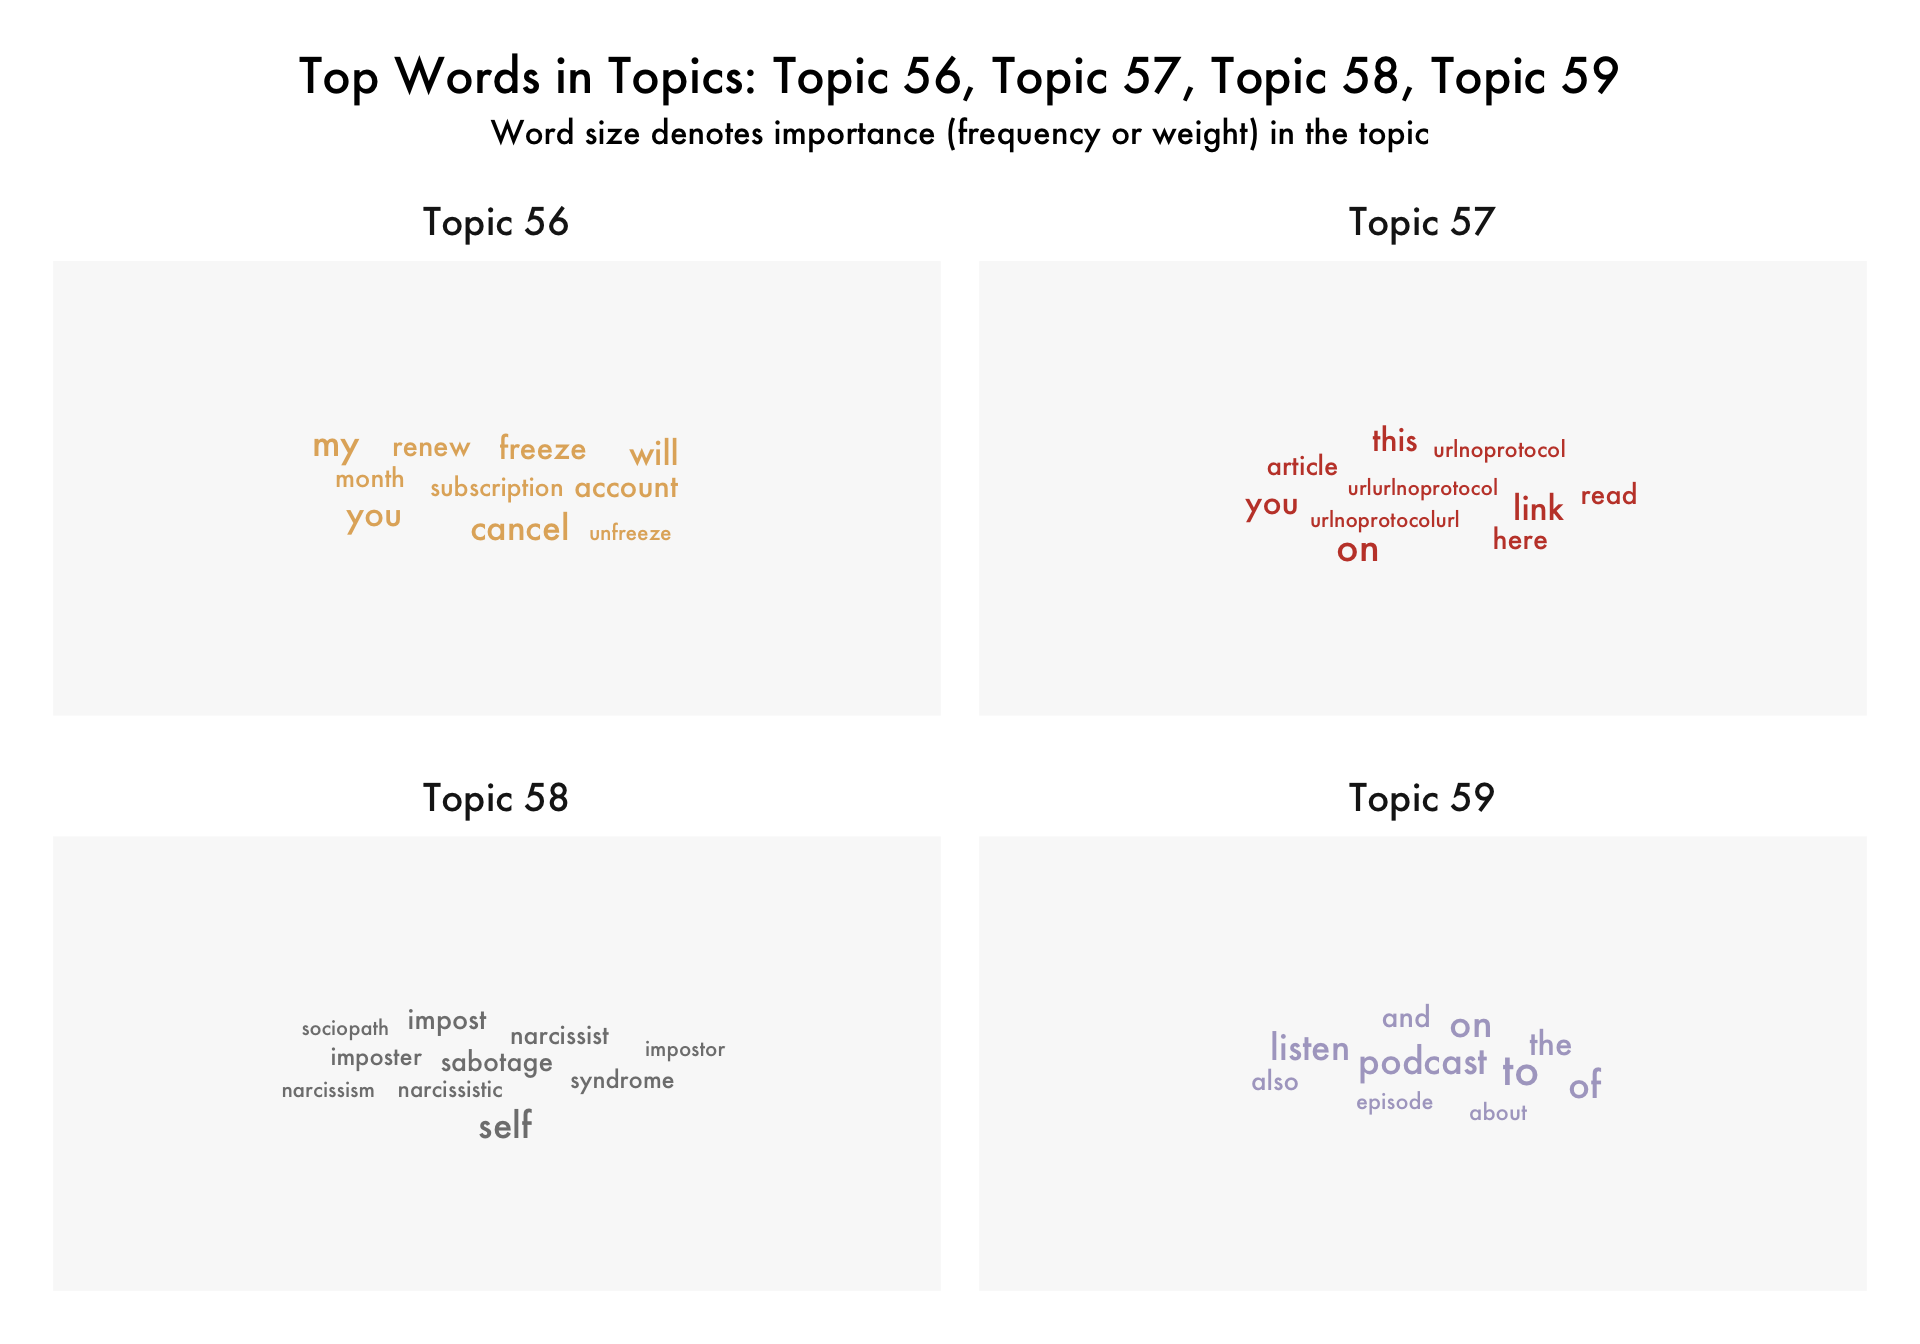 Top Words in Topics: Topic 56, Topic 57, Topic 58, Topic 59
Word size denotes importance (frequency or weight) in the topic
Topic 56
my renew freeze will
month subscription account
you cancel unfreeze
Topic 57
this urlnoprotocol
article
urlurlnoprotocol read
you urlnoprotocolurl link
here
on
Topic 58
sociopath impost narcissist
imposter sabotage impostor
narcissism narcissistic syndrome
self
Topic 59
and on
listen podcast to the
also of
episode about